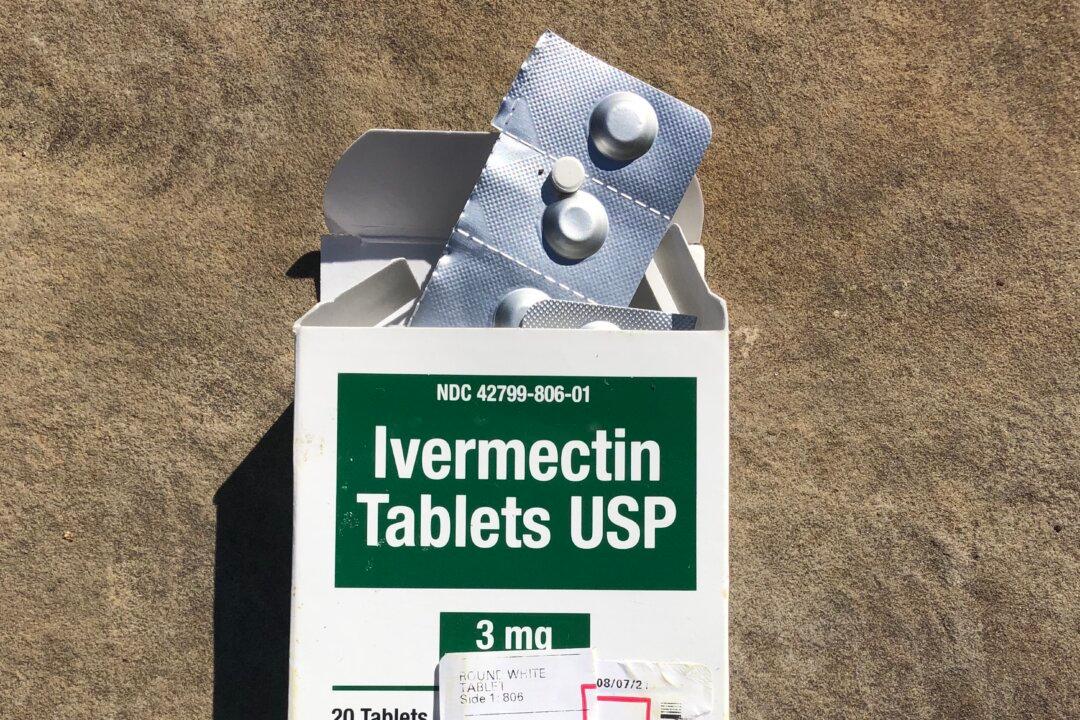 NDC 42799-806-01
Ivermectin
Tablets USP
3 mg
20 Tablets
ROUND WHITE
TABLET
Side 1: 806
08/07/2